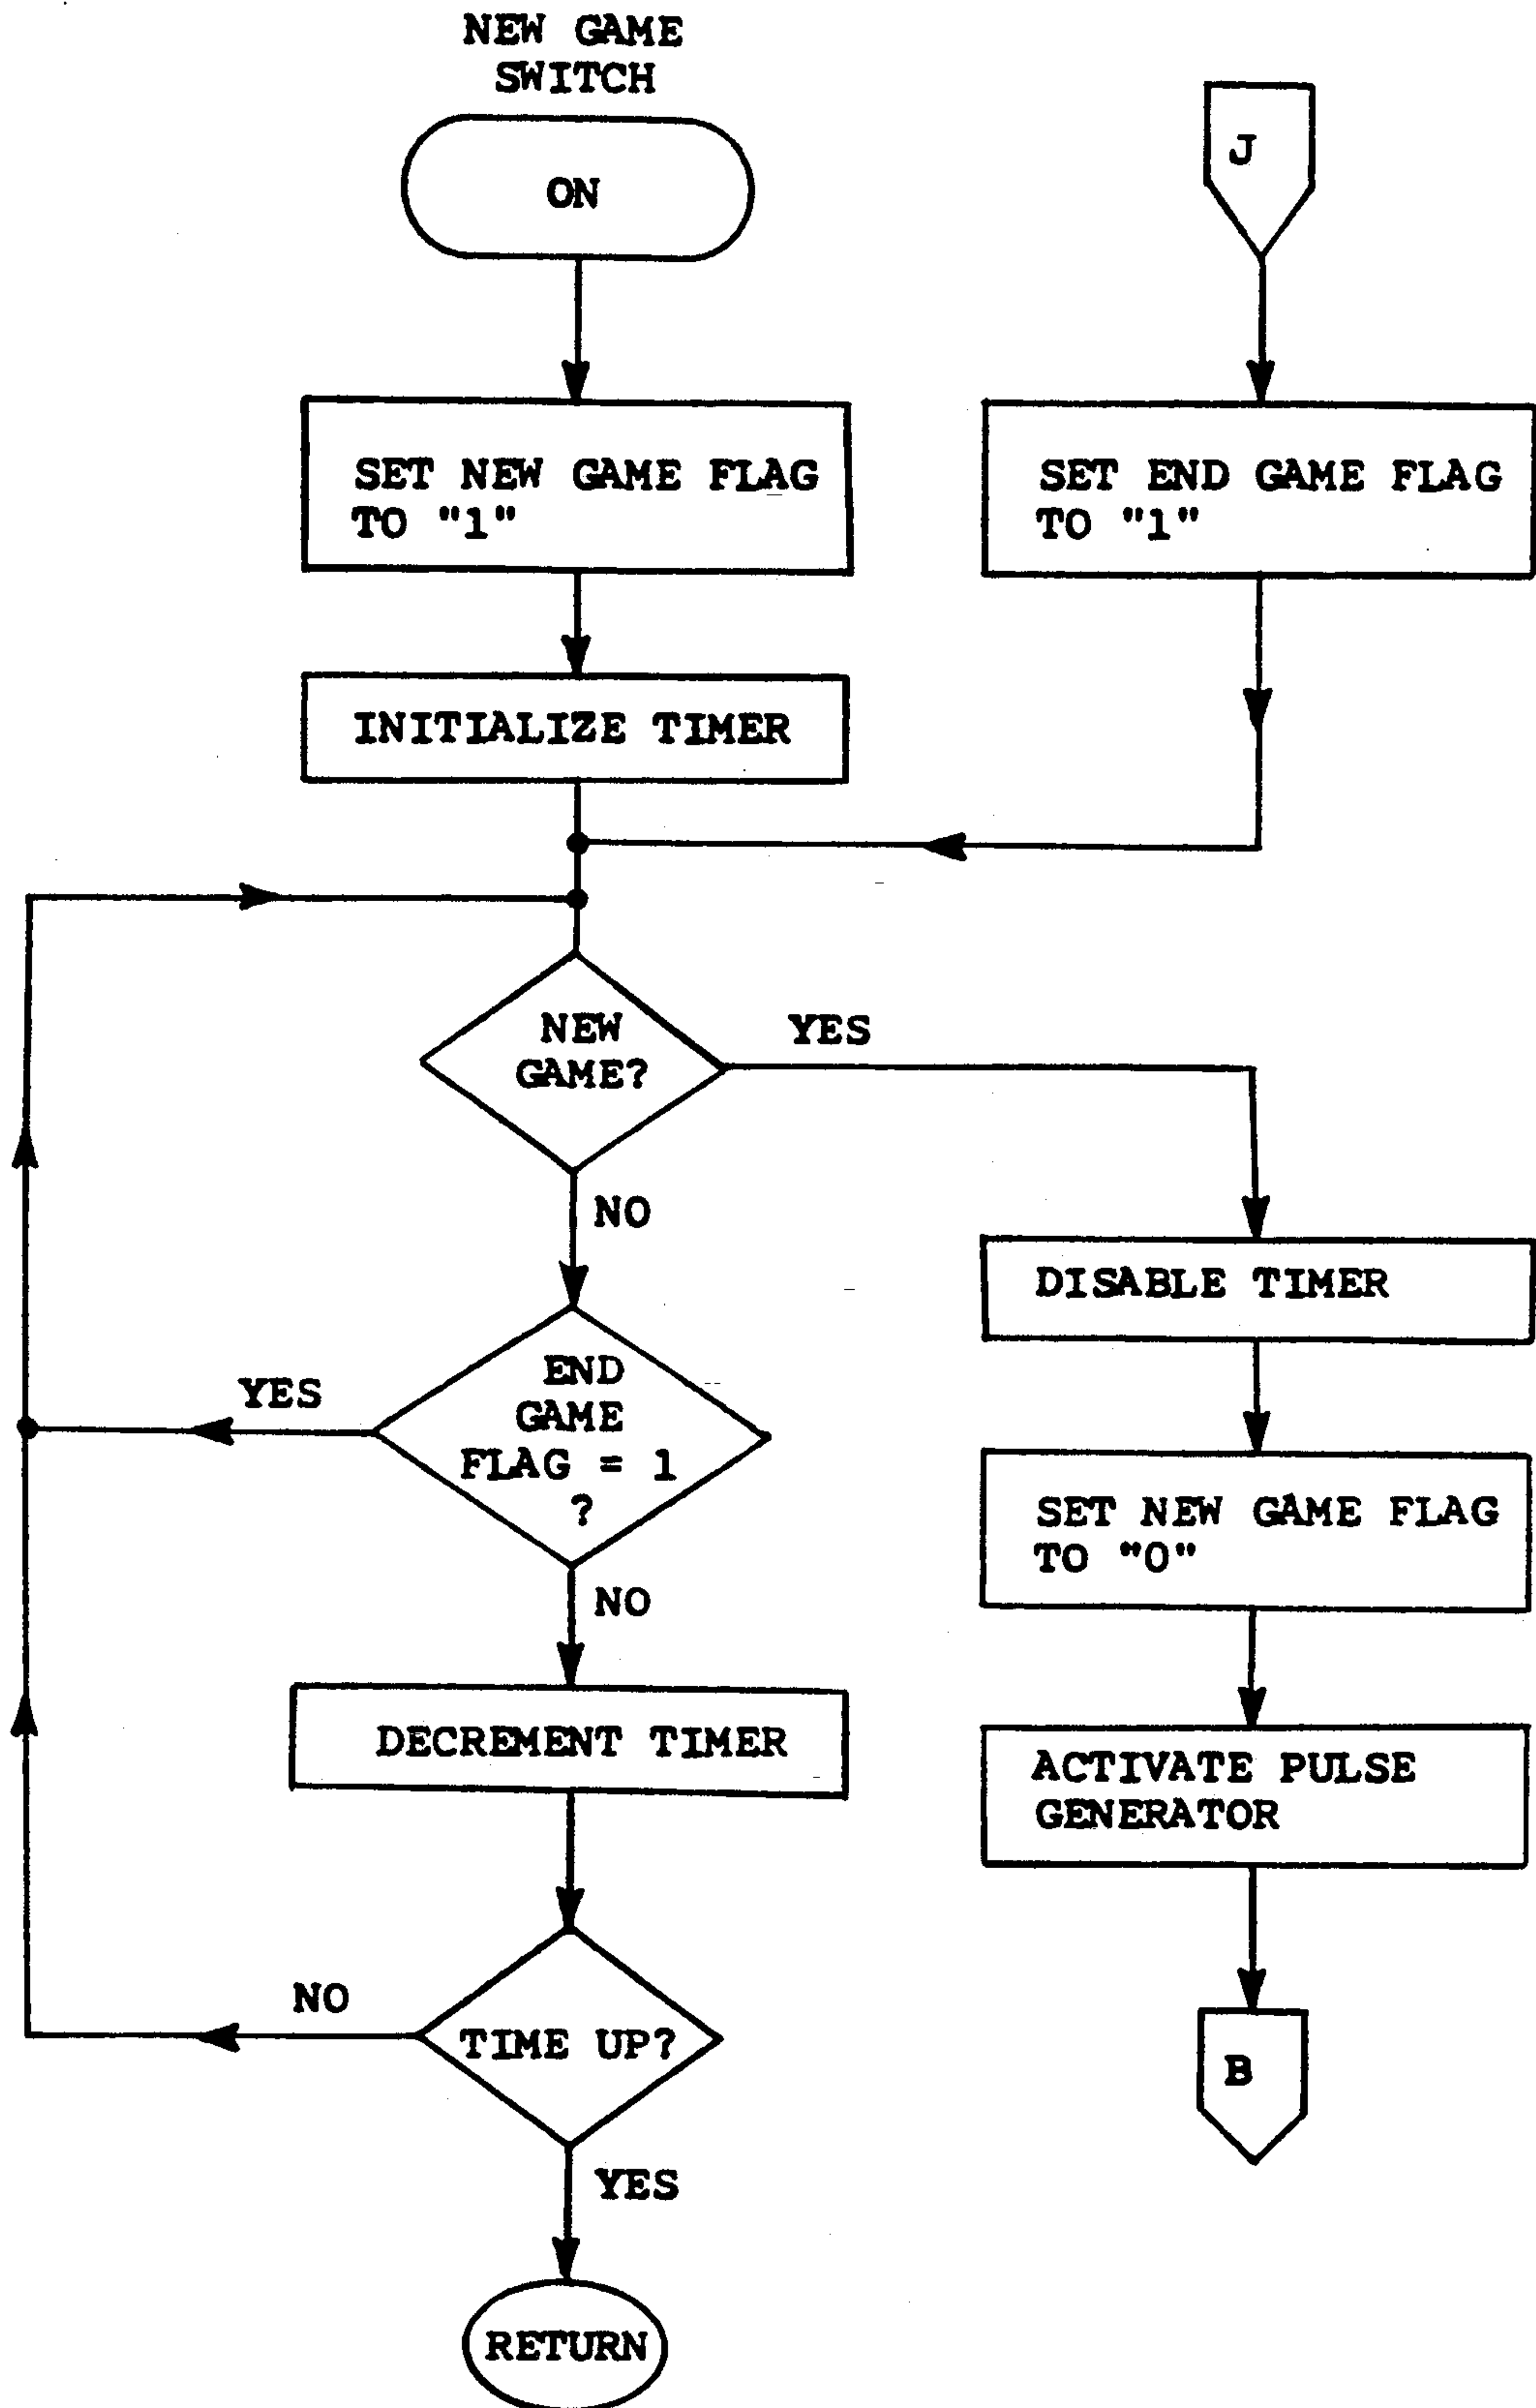 NEW GAME
SWITCH
ON
J
SET NEW GAME FLAG
TO "1"
SET END GAME FLAG
TO "1"
INITIALIZE TIMER
NEW
GAME?
YES
NO
DISABLE TIMER
END
GAME
FLAG = 1
?
YES
NO
SET NEW GAME FLAG
TO "0"
DECREMENT TIMER
ACTIVATE PULSE
GENERATOR
NO
TIME UP?
B
YES
RETURN